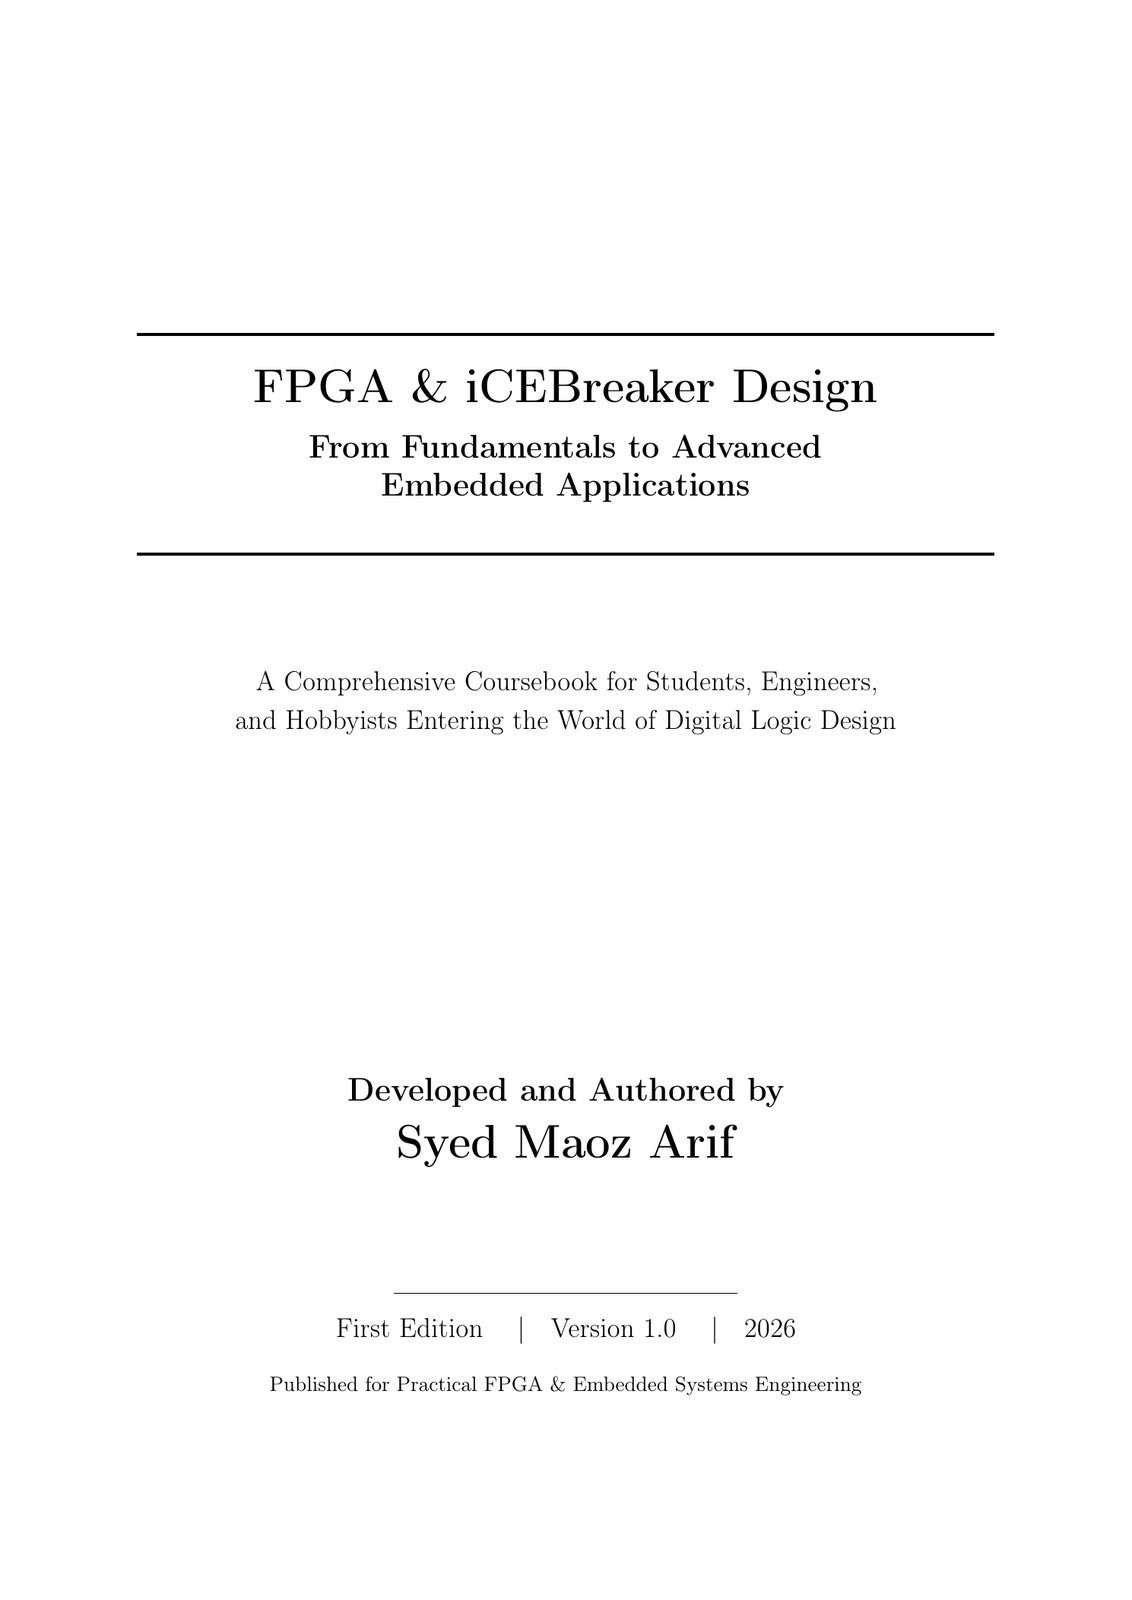 FPGA & iCEBreaker Design
From Fundamentals to Advanced
Embedded Applications
A Comprehensive Coursebook for Students, Engineers,
and Hobbyists Entering the World of Digital Logic Design
Developed and Authored by
Syed Maoz Arif
First Edition | Version 1.0 | 2026
Published for Practical FPGA & Embedded Systems Engineering